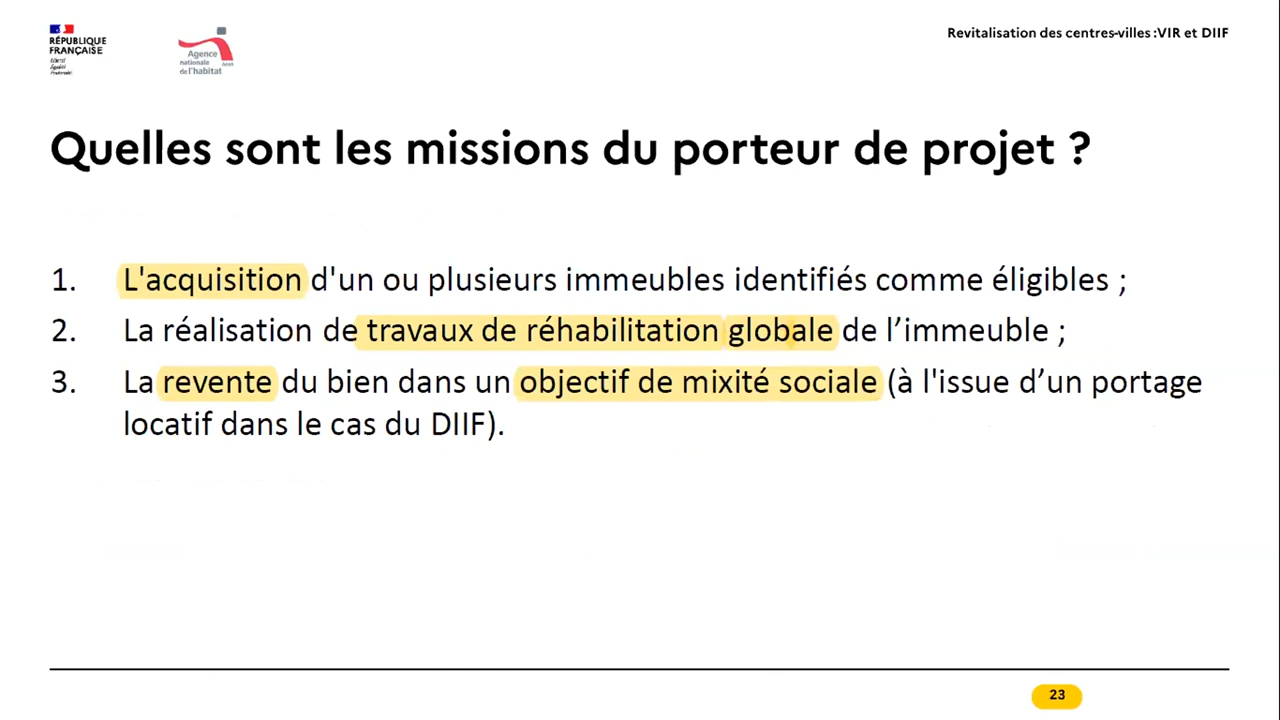 RÉPUBLIQUE
FRANÇAISE
Liberté
Égalité
Fraternité
Agence
nationale
de l'habitat
Anah
Revitalisation des centres-villes :VIR et DIIF
Quelles sont les missions du porteur de projet ?
1. L'acquisition d'un ou plusieurs immeubles identifiés comme éligibles ;
2. La réalisation de travaux de réhabilitation globale de l’immeuble ;
3. La revente du bien dans un objectif de mixité sociale (à l'issue d’un portage
locatif dans le cas du DIIF).
23